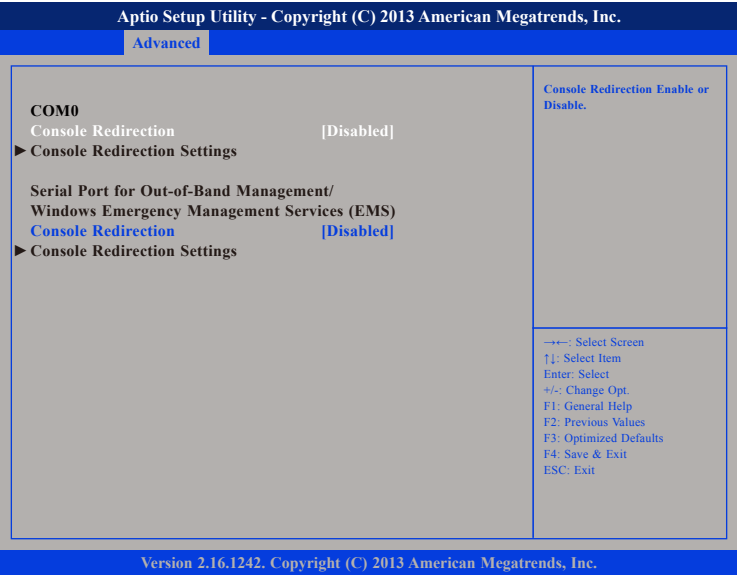 Aptio Setup Utility - Copyright (C) 2013 American Megatrends, Inc.
Advanced
COM0
Console Redirection [Disabled]
►Console Redirection Settings
Serial Port for Out-of-Band Management/
Windows Emergency Management Services (EMS)
Console Redirection [Disabled]
►Console Redirection Settings
Console Redirection Enable or
Disable.
→←: Select Screen
↑↓: Select Item
Enter: Select
+/-: Change Opt.
F1: General Help
F2: Previous Values
F3: Optimized Defaults
F4: Save & Exit
ESC: Exit
Version 2.16.1242. Copyright (C) 2013 American Megatrends, Inc.